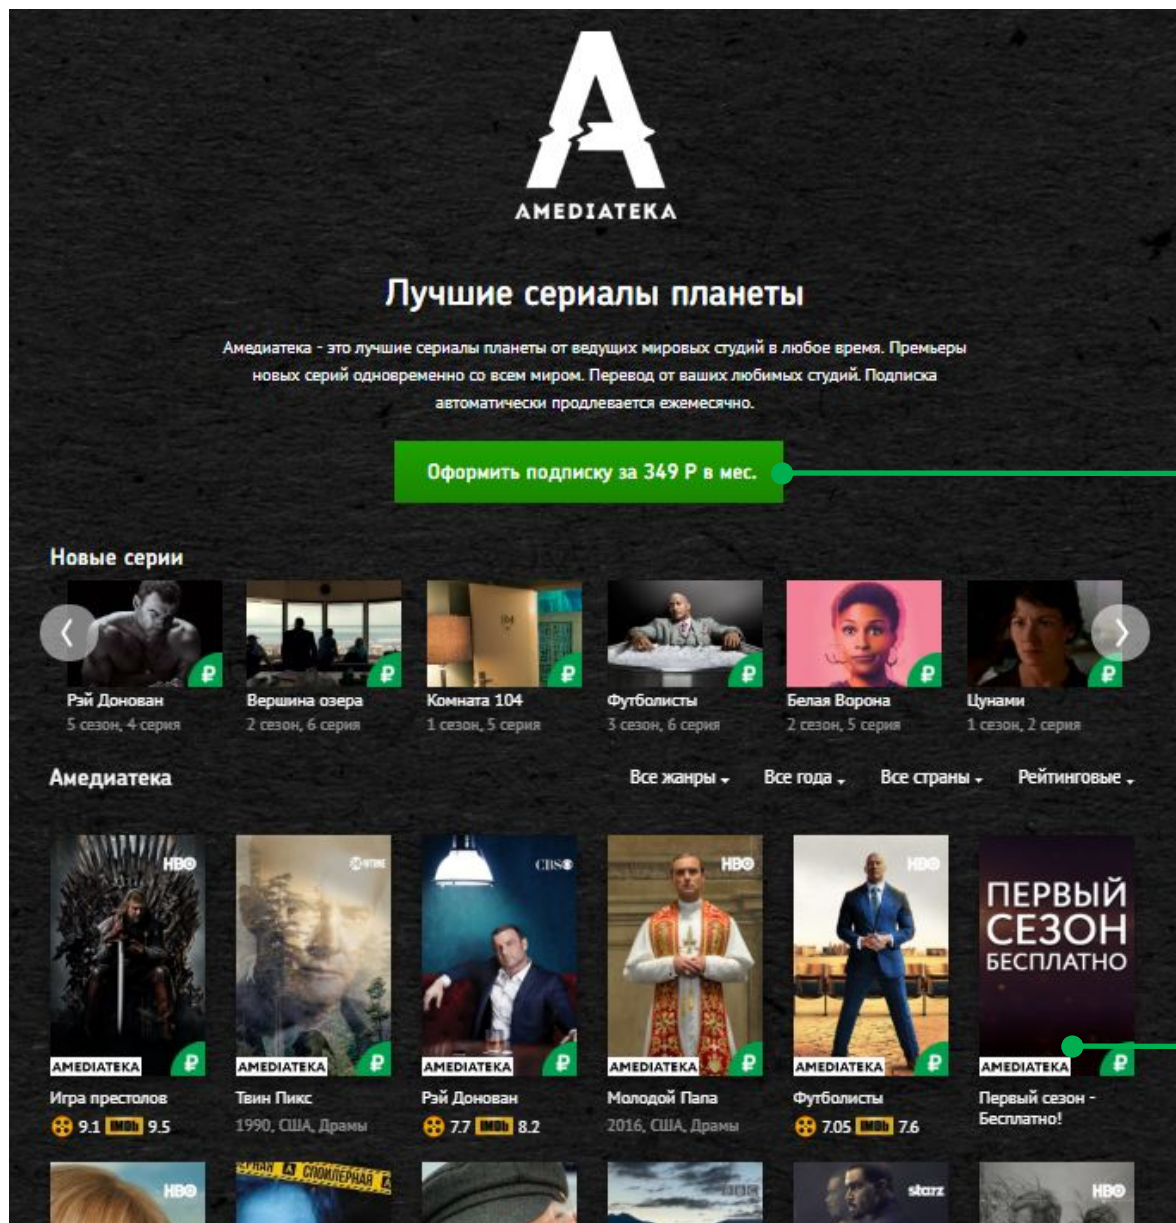 AMEDIATEKA
Лучшие сериалы планеты
Амедиатека - это лучшие сериалы планеты от ведущих мировых студий в любое время. Премьеры
новых серий одновременно со всем миром. Перевод от ваших любимых студий. Подписка
автоматически продлевается ежемесячно.
Оформить подписку за 349 Р в мес.
Новые серии
104
₽ ₽ ₽ ₽ ₽ ₽
Рэй Донован Вершина озера Комната 104 Футболисты Белая Ворона Цунами
5 сезон, 4 серия 2 сезон, 6 серия 1 сезон, 5 серия 3 сезон, 6 серия 2 сезон, 5 серия 1 сезон, 2 серия
Амедиатека Все жанры Все года Все страны Рейтинговые
HBO SHOWTIME CBS HBO HBO
ПЕРВЫЙ
СЕЗОН
БЕСПЛАТНО
AMEDIATEKA ₽ AMEDIATEKA ₽ AMEDIATEKA ₽ AMEDIATEKA ₽ AMEDIATEKA ₽ AMEDIATEKA ₽
Игра престолов Твин Пикс Рэй Донован Молодой Папа Футболисты Первый сезон -
Бесплатно!
9.1 IMDb 9.5 1990, США, Драмы 7.7 IMDb 8.2 2016, США, Драмы 7.05 IMDb 7.6
HBO СПОЙЛЕРНАЯ BBC starz HBO